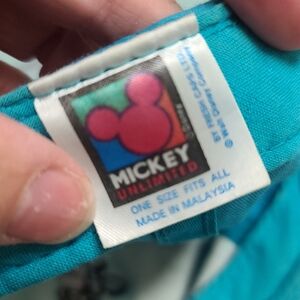 MICKEY
UNLIMITED
ONE SIZE FITS ALL
MADE IN MALAYSIA
BY FRESH CAPS LTD.
© Walt Disney Company